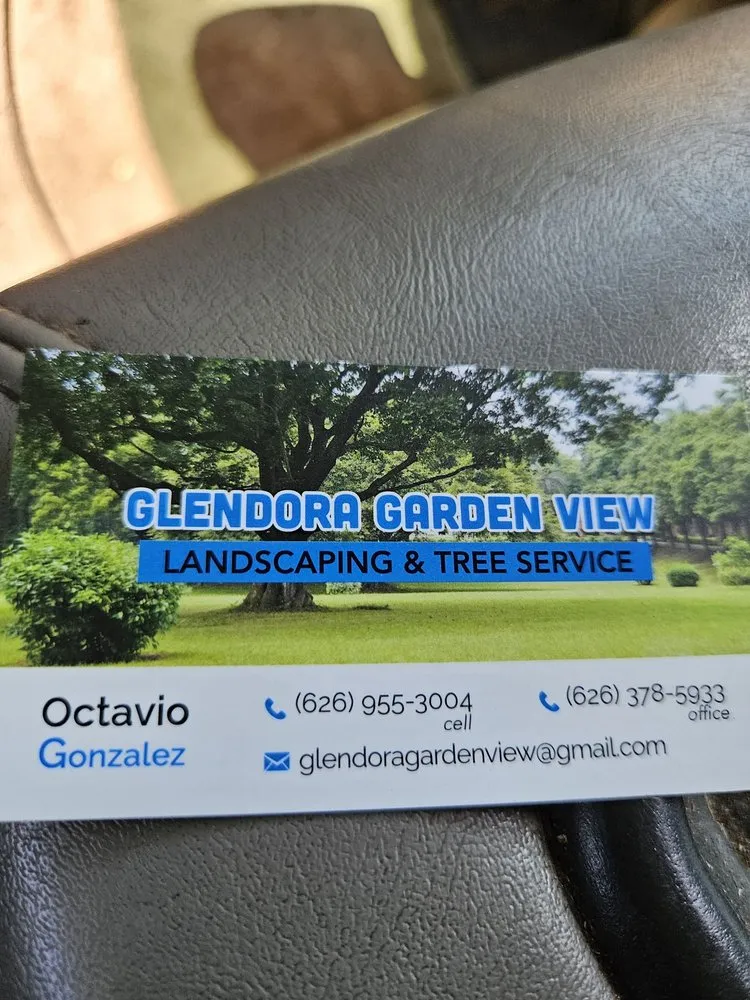 GLENDORA GARDEN VIEW
LANDSCAPING & TREE SERVICE
Octavio
Gonzalez
(626) 955-3004
cell
(626) 378-5933
office
glendoragardenview@gmail.com